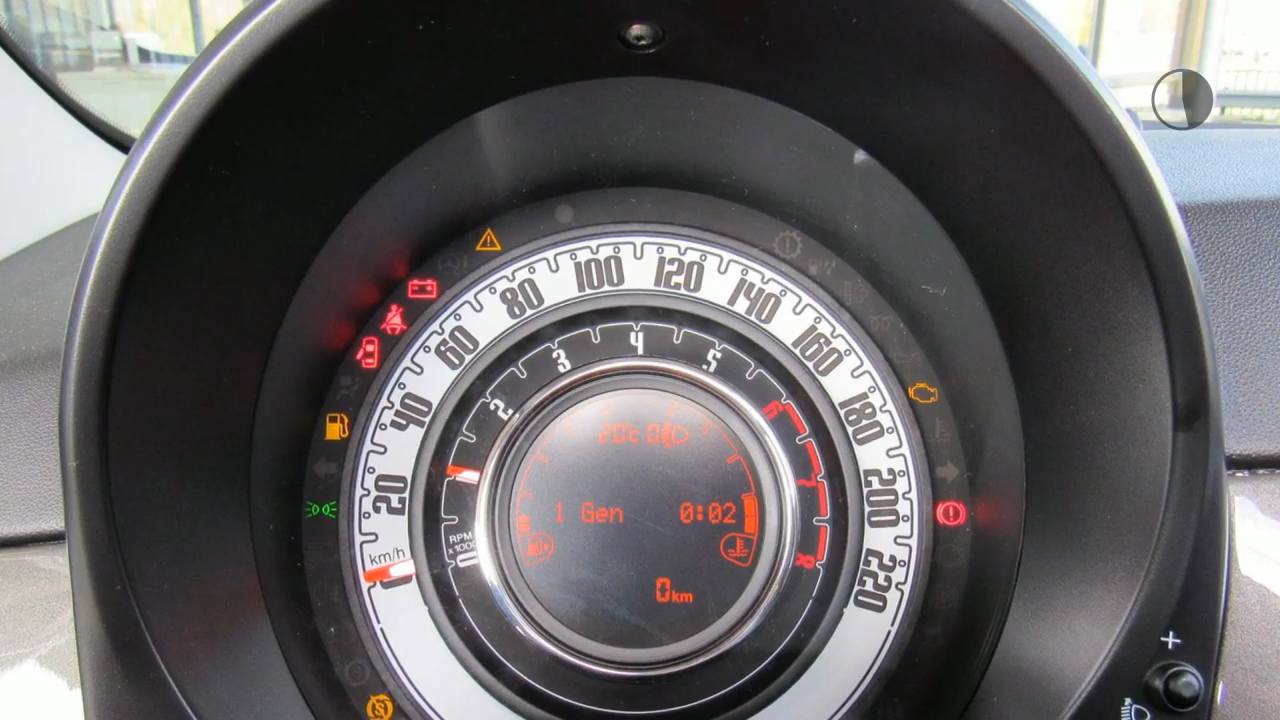 100 120
80 140
60 160
4
3 5
40 2 6 180
20°c 0
20 7 200
1 Gen 0:02
RPM
x1000
km/h 8 220
0km
+